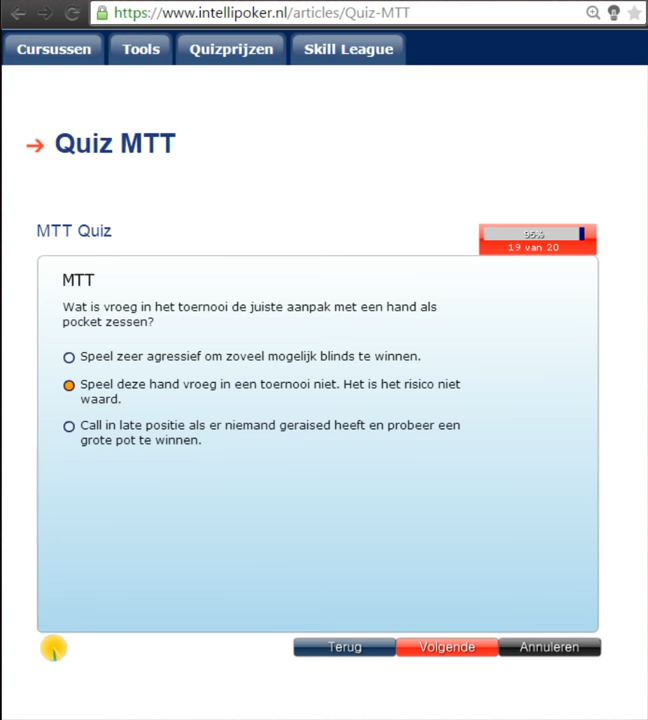 https://www.intellipoker.nl/articles/Quiz-MTT
Cursussen Tools Quizprijzen Skill League
Quiz MTT
MTT Quiz
95%
19 van 20
MTT
Wat is vroeg in het toernooi de juiste aanpak met een hand als
pocket zessen?
Speel zeer agressief om zoveel mogelijk blinds te winnen.
Speel deze hand vroeg in een toernooi niet. Het is het risico niet
waard.
Call in late positie als er niemand geraised heeft en probeer een
grote pot te winnen.
Terug Volgende Annuleren